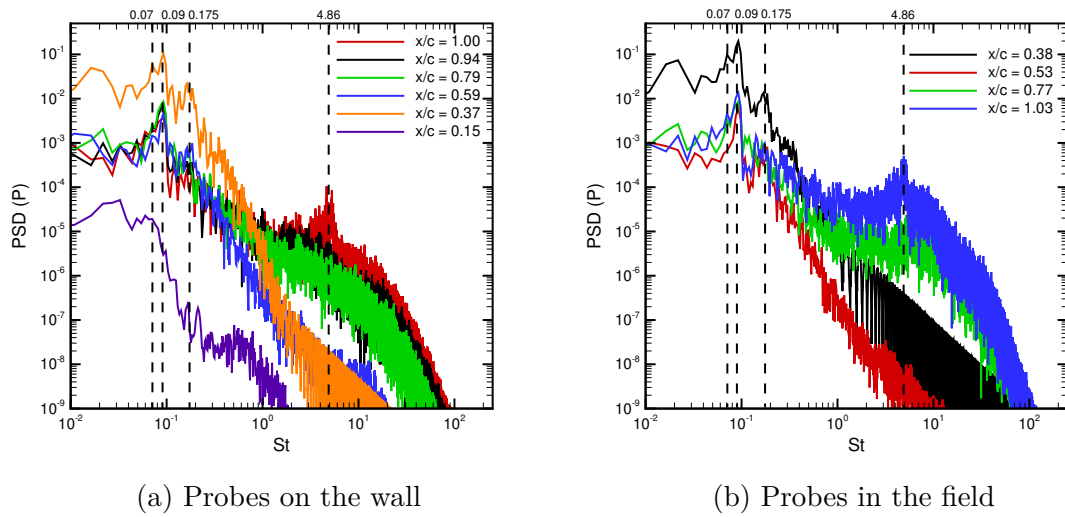 0.07 0.09 0.175 4.86
PSD (P)
10^-1
10^-2
10^-3
10^-4
10^-5
10^-6
10^-7
10^-8
10^-9
x/c = 1.00
x/c = 0.94
x/c = 0.79
x/c = 0.59
x/c = 0.37
x/c = 0.15
10^-2 10^-1 10^0 10^1 10^2
St
(a) Probes on the wall
0.07 0.09 0.175 4.86
PSD (P)
10^-1
10^-2
10^-3
10^-4
10^-5
10^-6
10^-7
10^-8
10^-9
x/c = 0.38
x/c = 0.53
x/c = 0.77
x/c = 1.03
10^-2 10^-1 10^0 10^1 10^2
St
(b) Probes in the field